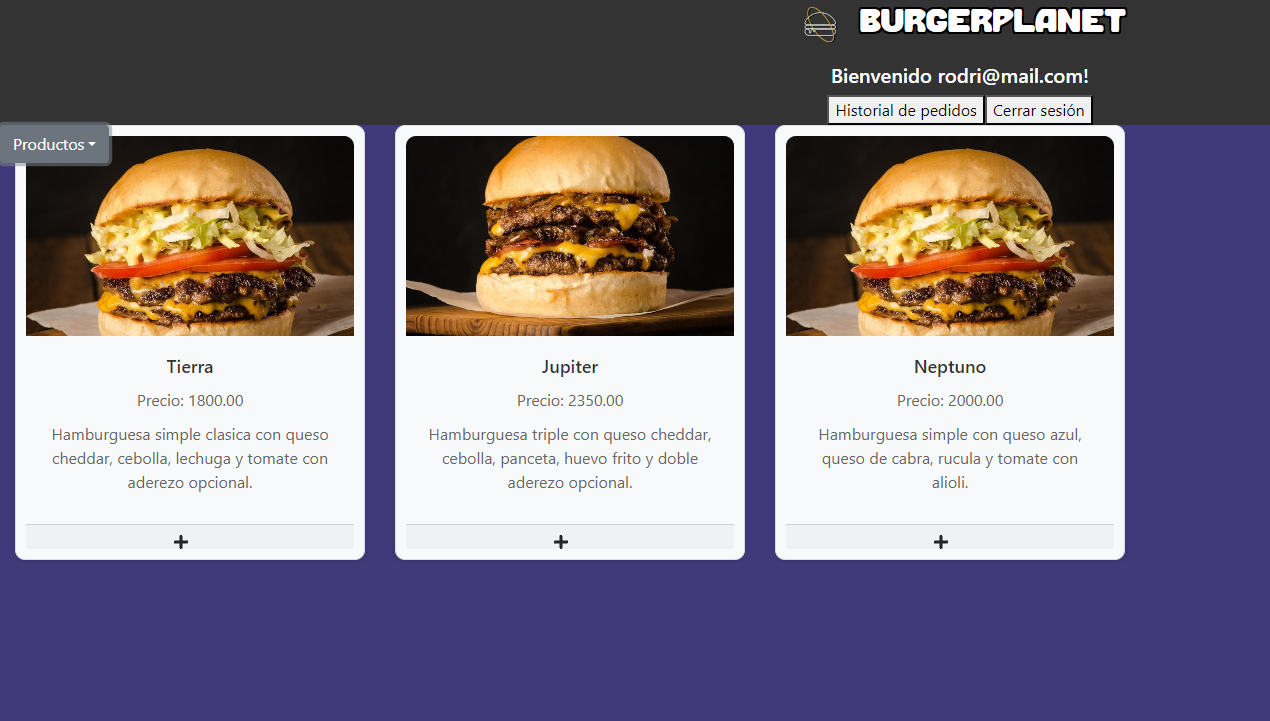 BURGERPLANET
Bienvenido rodri@mail.com!
Historial de pedidos
Cerrar sesión
Productos
Tierra
Precio: 1800.00
Hamburguesa simple clasica con queso
cheddar, cebolla, lechuga y tomate con
aderezo opcional.
+
Jupiter
Precio: 2350.00
Hamburguesa triple con queso cheddar,
cebolla, panceta, huevo frito y doble
aderezo opcional.
+
Neptuno
Precio: 2000.00
Hamburguesa simple con queso azul,
queso de cabra, rucula y tomate con
alioli.
+